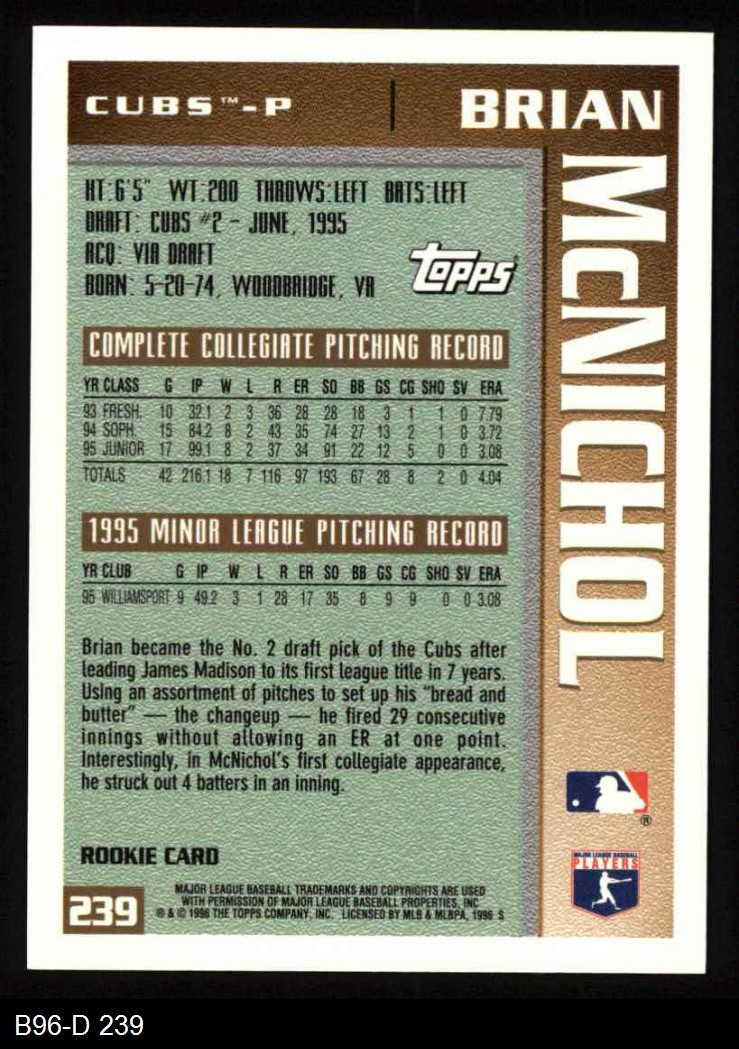 CUBS™-P
BRIAN
McNICHOL
HT:6'5" WT:200 THROWS:LEFT BATS:LEFT
DRAFT: CUBS #2 – JUNE, 1995
ACQ: VIA DRAFT
BORN: 5-20-74, WOODBRIDGE, VA
Topps
COMPLETE COLLEGIATE PITCHING RECORD
YR CLASS G IP W L R ER SO BB GS CG SHO SV ERA
93 FRESH. 10 32.1 2 3 36 28 28 18 3 1 1 0 7.79
94 SOPH. 15 84.2 8 2 43 35 74 27 13 2 1 0 3.72
95 JUNIOR 17 99.1 8 2 37 34 91 22 12 5 0 0 3.08
TOTALS 42 216.1 18 7 116 97 193 67 28 8 2 0 4.04
1995 MINOR LEAGUE PITCHING RECORD
YR CLUB G IP W L R ER SO BB GS CG SHO SV ERA
95 WILLIAMSPORT 9 49.2 3 1 28 17 35 8 9 9 0 0 3.08
Brian became the No. 2 draft pick of the Cubs after
leading James Madison to its first league title in 7 years.
Using an assortment of pitches to set up his "bread and
butter" — the changeup — he fired 29 consecutive
innings without allowing an ER at one point.
Interestingly, in McNichol's first collegiate appearance,
he struck out 4 batters in an inning.
ROOKIE CARD
239
MAJOR LEAGUE BASEBALL TRADEMARKS AND COPYRIGHTS ARE USED
WITH PERMISSION OF MAJOR LEAGUE BASEBALL PROPERTIES, INC
® & © 1996 THE TOPPS COMPANY, INC. LICENSED BY MLB & MLBPA, 1996 S
®
MAJOR LEAGUE BASEBALL
PLAYERS
B96-D 239